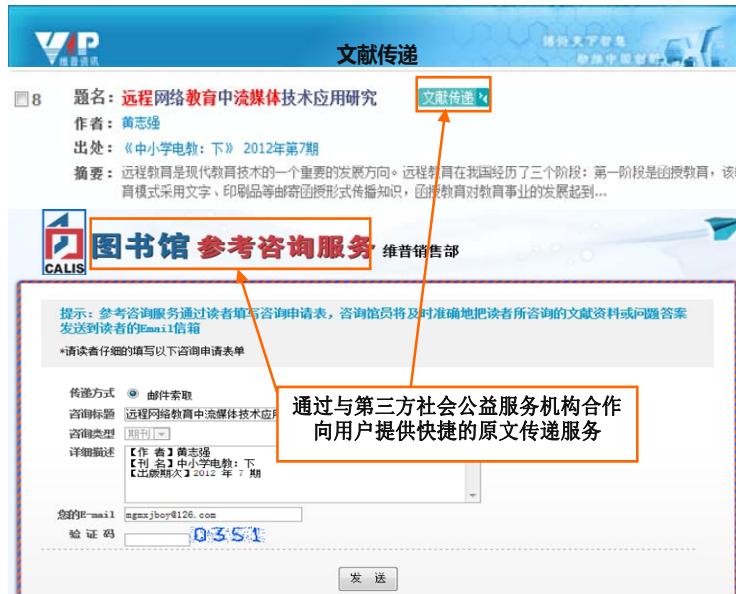 VIP
维普资讯
文献传递
8
题名：远程网络教育中流媒体技术应用研究
文献传递
作者：黄志强
出处：《中小学电教：下》 2012年第7期
摘要：远程教育是现代教育技术的一个重要的发展方向。远程教育在我国经历了三个阶段：第一阶段是函授教育，该
育模式采用文字、印刷品等邮寄函授形式传播知识，函授教育对教育事业的发展起到...
CALIS
图书馆 参考咨询服务 维普销售部
提示：参考咨询服务通过读者填写咨询申请表，咨询馆员将及时准确地把读者所咨询的文献资料或问题答案
发送到读者的Email信箱
*请读者仔细的填写以下咨询申请表单
传递方式 邮件索取
咨询标题 远程网络教育中流媒体技术应用
咨询类型 期刊
详细描述 【作 者】黄志强
【刊 名】中小学电教：下
【出版期次】2012 年 7 期
通过与第三方社会公益服务机构合作
向用户提供快捷的原文传递服务
您的E-mail mgmxjboy@126.com
验 证 码 0351
发 送